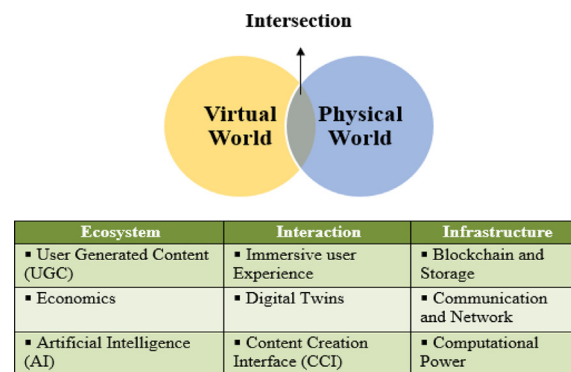 Intersection
Virtual Physical
World World
Ecosystem Interaction Infrastructure
▪ User Generated Content ▪ Immersive user ▪ Blockchain and
(UGC) Experience Storage
▪ Economics ▪ Digital Twins ▪ Communication
and Network
▪ Artificial Intelligence ▪ Content Creation ▪ Computational
(AI) Interface (CCI) Power